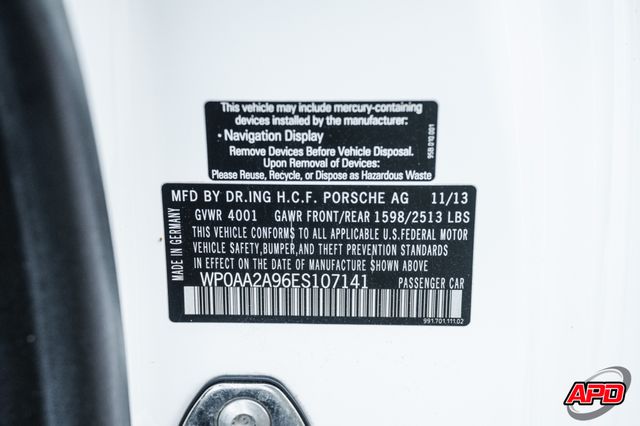 This vehicle may include mercury-containing
devices installed by the manufacturer:
• Navigation Display
Remove Devices Before Vehicle Disposal.
Upon Removal of Devices:
Please Reuse, Recycle, or Dispose as Hazardous Waste
95B 010 001
MFD BY DR.ING H.C.F. PORSCHE AG 11/13
GVWR 4001 GAWR FRONT/REAR 1598/2513 LBS
THIS VEHICLE CONFORMS TO ALL APPLICABLE U.S.FEDERAL MOTOR
VEHICLE SAFETY,BUMPER,AND THEFT PREVENTION STANDARDS
IN EFFECT ON THE DATE OF MANUFACTURE SHOWN ABOVE
WP0AA2A96ES107141 PASSENGER CAR
MADE IN GERMANY
991.701.111.02
APD